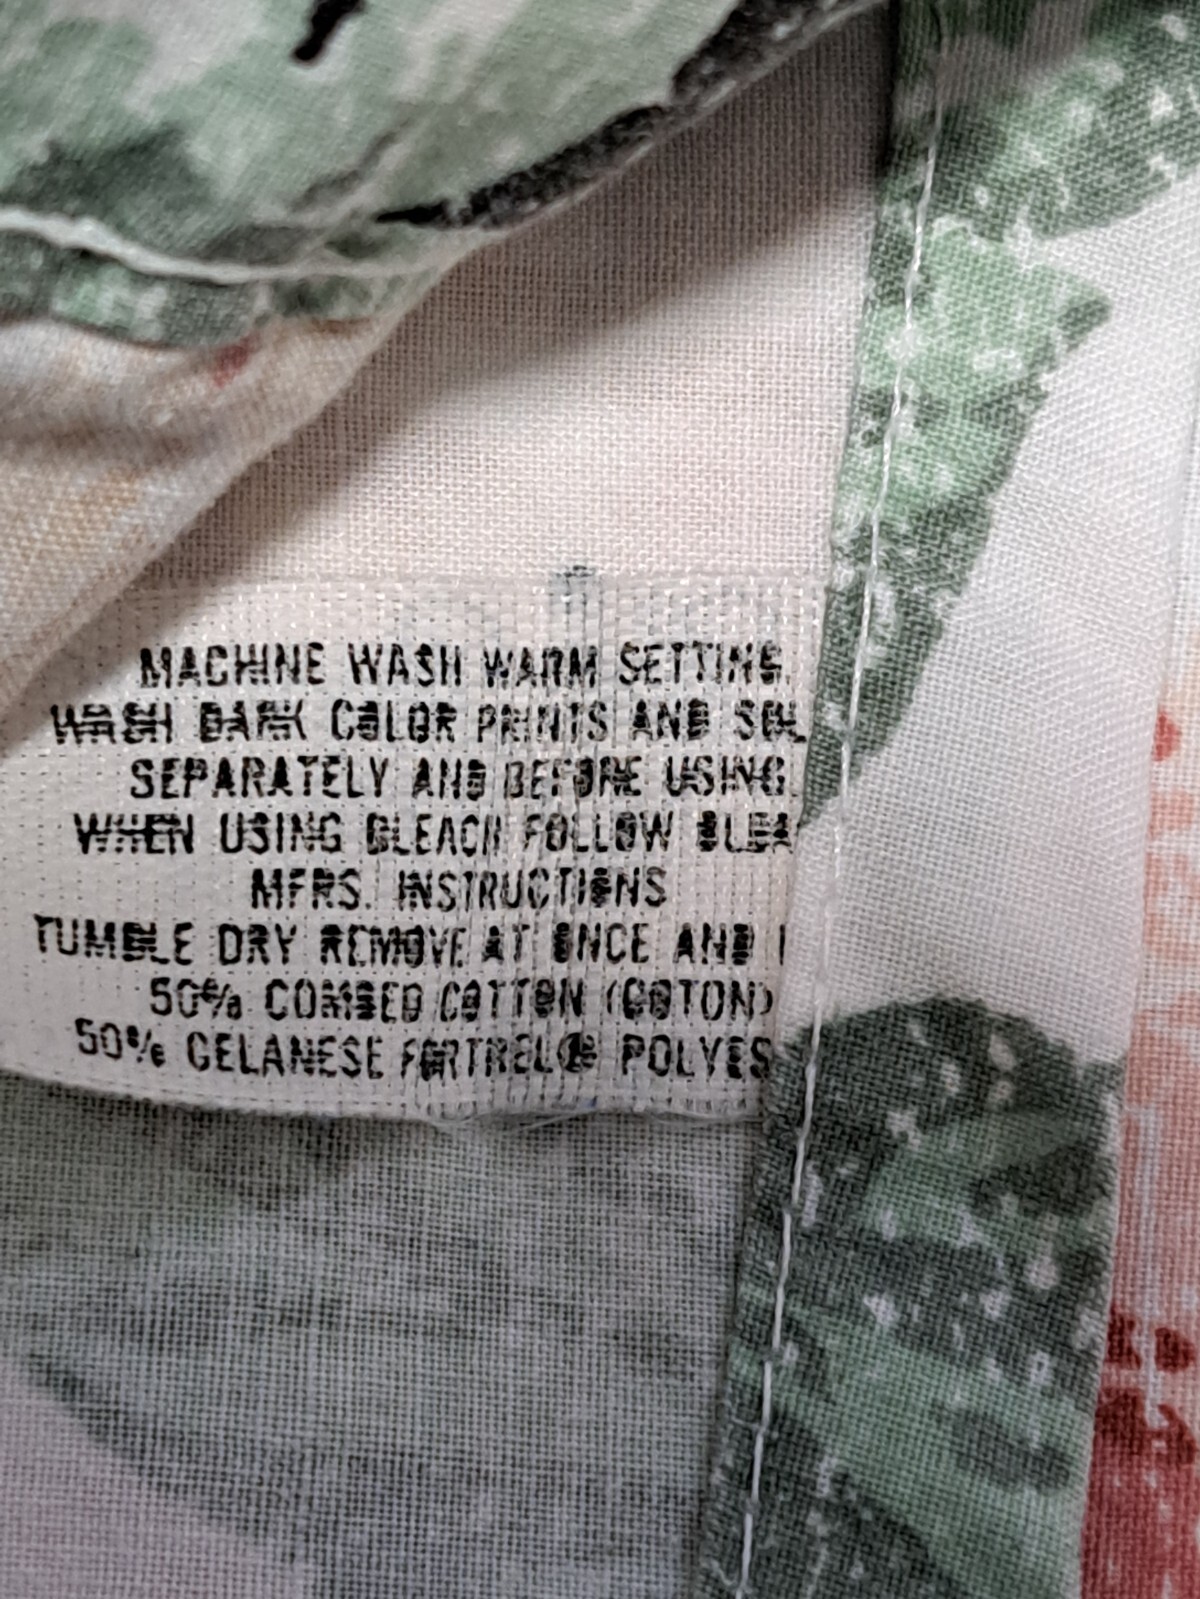 MACHINE WASH WARM SETTING.
WASH DARK COLOR PRINTS AND SOL
SEPARATELY AND BEFORE USING.
WHEN USING BLEACH FOLLOW BLEA
MFRS. INSTRUCTIONS
TUMBLE DRY REMOVE AT ONCE AND
50% COMBED COTTON (COTON)
50% CELANESE FORTREL® POLYES